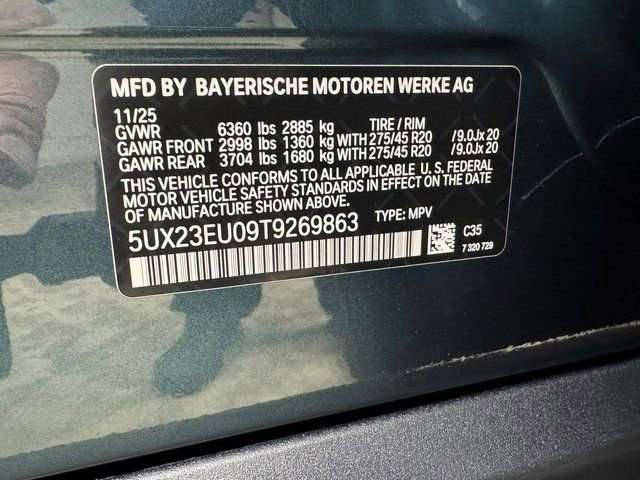 MFD BY BAYERISCHE MOTOREN WERKE AG
11/25
GVWR 6360 lbs 2885 kg TIRE / RIM
GAWR FRONT 2998 lbs 1360 kg WITH 275/45 R20 /9.0Jx 20
GAWR REAR 3704 lbs 1680 kg WITH 275/45 R20 /9.0Jx 20
THIS VEHICLE CONFORMS TO ALL APPLICABLE U.S. FEDERAL
MOTOR VEHICLE SAFETY STANDARDS IN EFFECT ON THE DATE
OF MANUFACTURE SHOWN ABOVE.
5UX23EU09T9269863 TYPE: MPV
C35
7 320 729